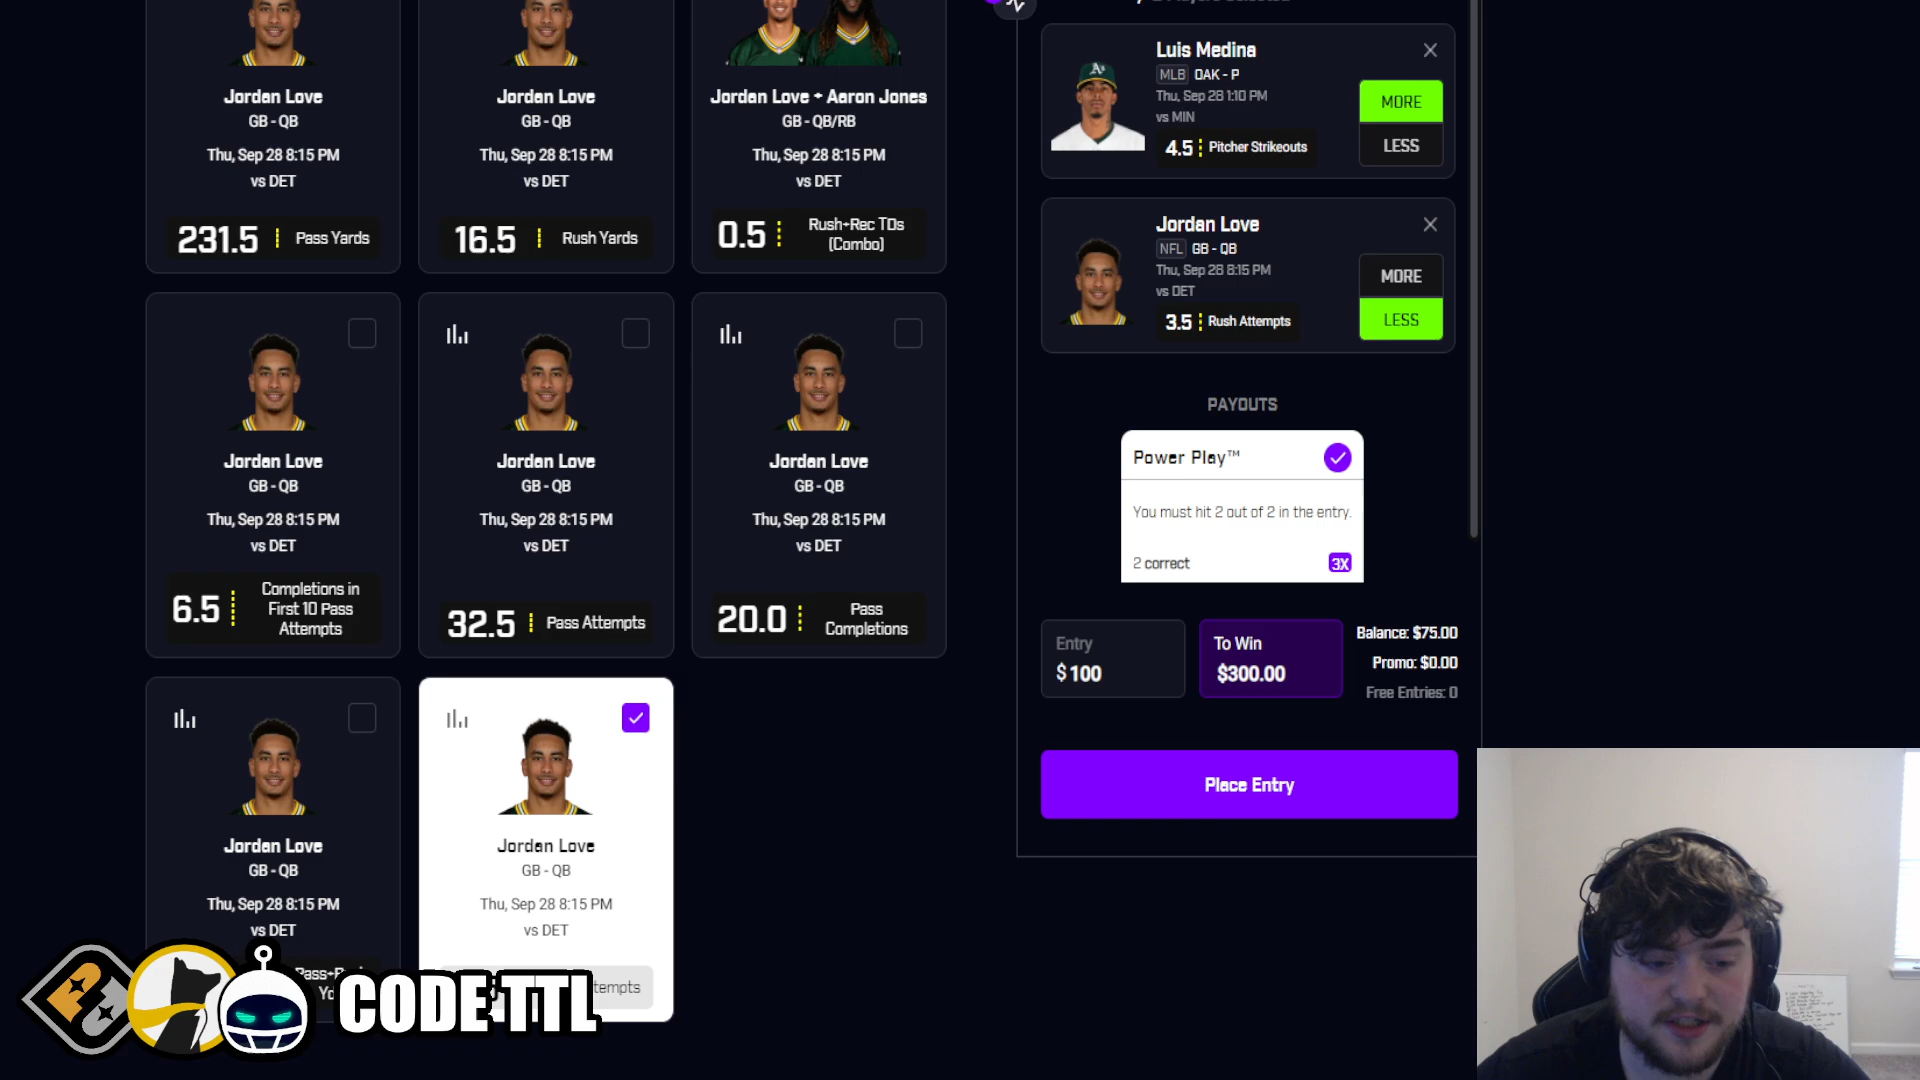 Jordan Love
GB - QB
Thu, Sep 28 8:15 PM
vs DET
231.5 Pass Yards
Jordan Love
GB - QB
Thu, Sep 28 8:15 PM
vs DET
16.5 Rush Yards
Jordan Love + Aaron Jones
GB - QB/RB
Thu, Sep 28 8:15 PM
vs DET
0.5 Rush+Rec TDs
(Combo)
Jordan Love
GB - QB
Thu, Sep 28 8:15 PM
vs DET
6.5 Completions in
First 10 Pass
Attempts
Jordan Love
GB - QB
Thu, Sep 28 8:15 PM
vs DET
32.5 Pass Attempts
Jordan Love
GB - QB
Thu, Sep 28 8:15 PM
vs DET
20.0 Pass
Completions
Jordan Love
GB - QB
Thu, Sep 28 8:15 PM
vs DET
Jordan Love
GB - QB
Thu, Sep 28 8:15 PM
vs DET
CODE TTL
Luis Medina
MLB OAK - P
Thu, Sep 28 1:10 PM
vs MIN
4.5 Pitcher Strikeouts
MORE
LESS
Jordan Love
NFL GB - QB
Thu, Sep 28 8:15 PM
vs DET
3.5 Rush Attempts
MORE
LESS
PAYOUTS
Power Play™
You must hit 2 out of 2 in the entry.
2 correct 3X
Entry
$ 100
To Win
$300.00
Balance: $75.00
Promo: $0.00
Free Entries: 0
Place Entry